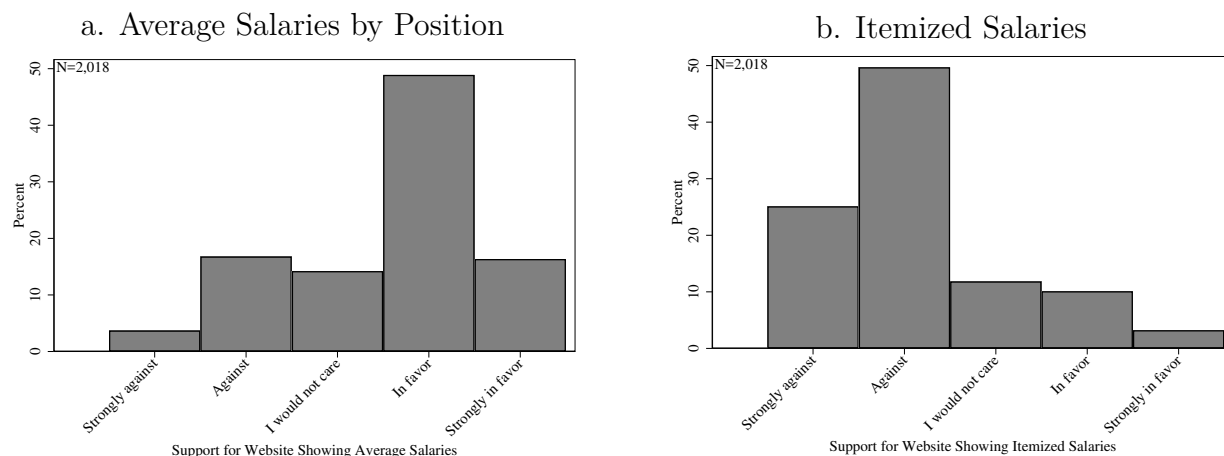 a. Average Salaries by Position
N=2,018
50
40
30
20
10
0
Percent
Strongly against
Against
I would not care
In favor
Strongly in favor
Support for Website Showing Average Salaries
b. Itemized Salaries
N=2,018
50
40
30
20
10
0
Percent
Strongly against
Against
I would not care
In favor
Strongly in favor
Support for Website Showing Itemized Salaries